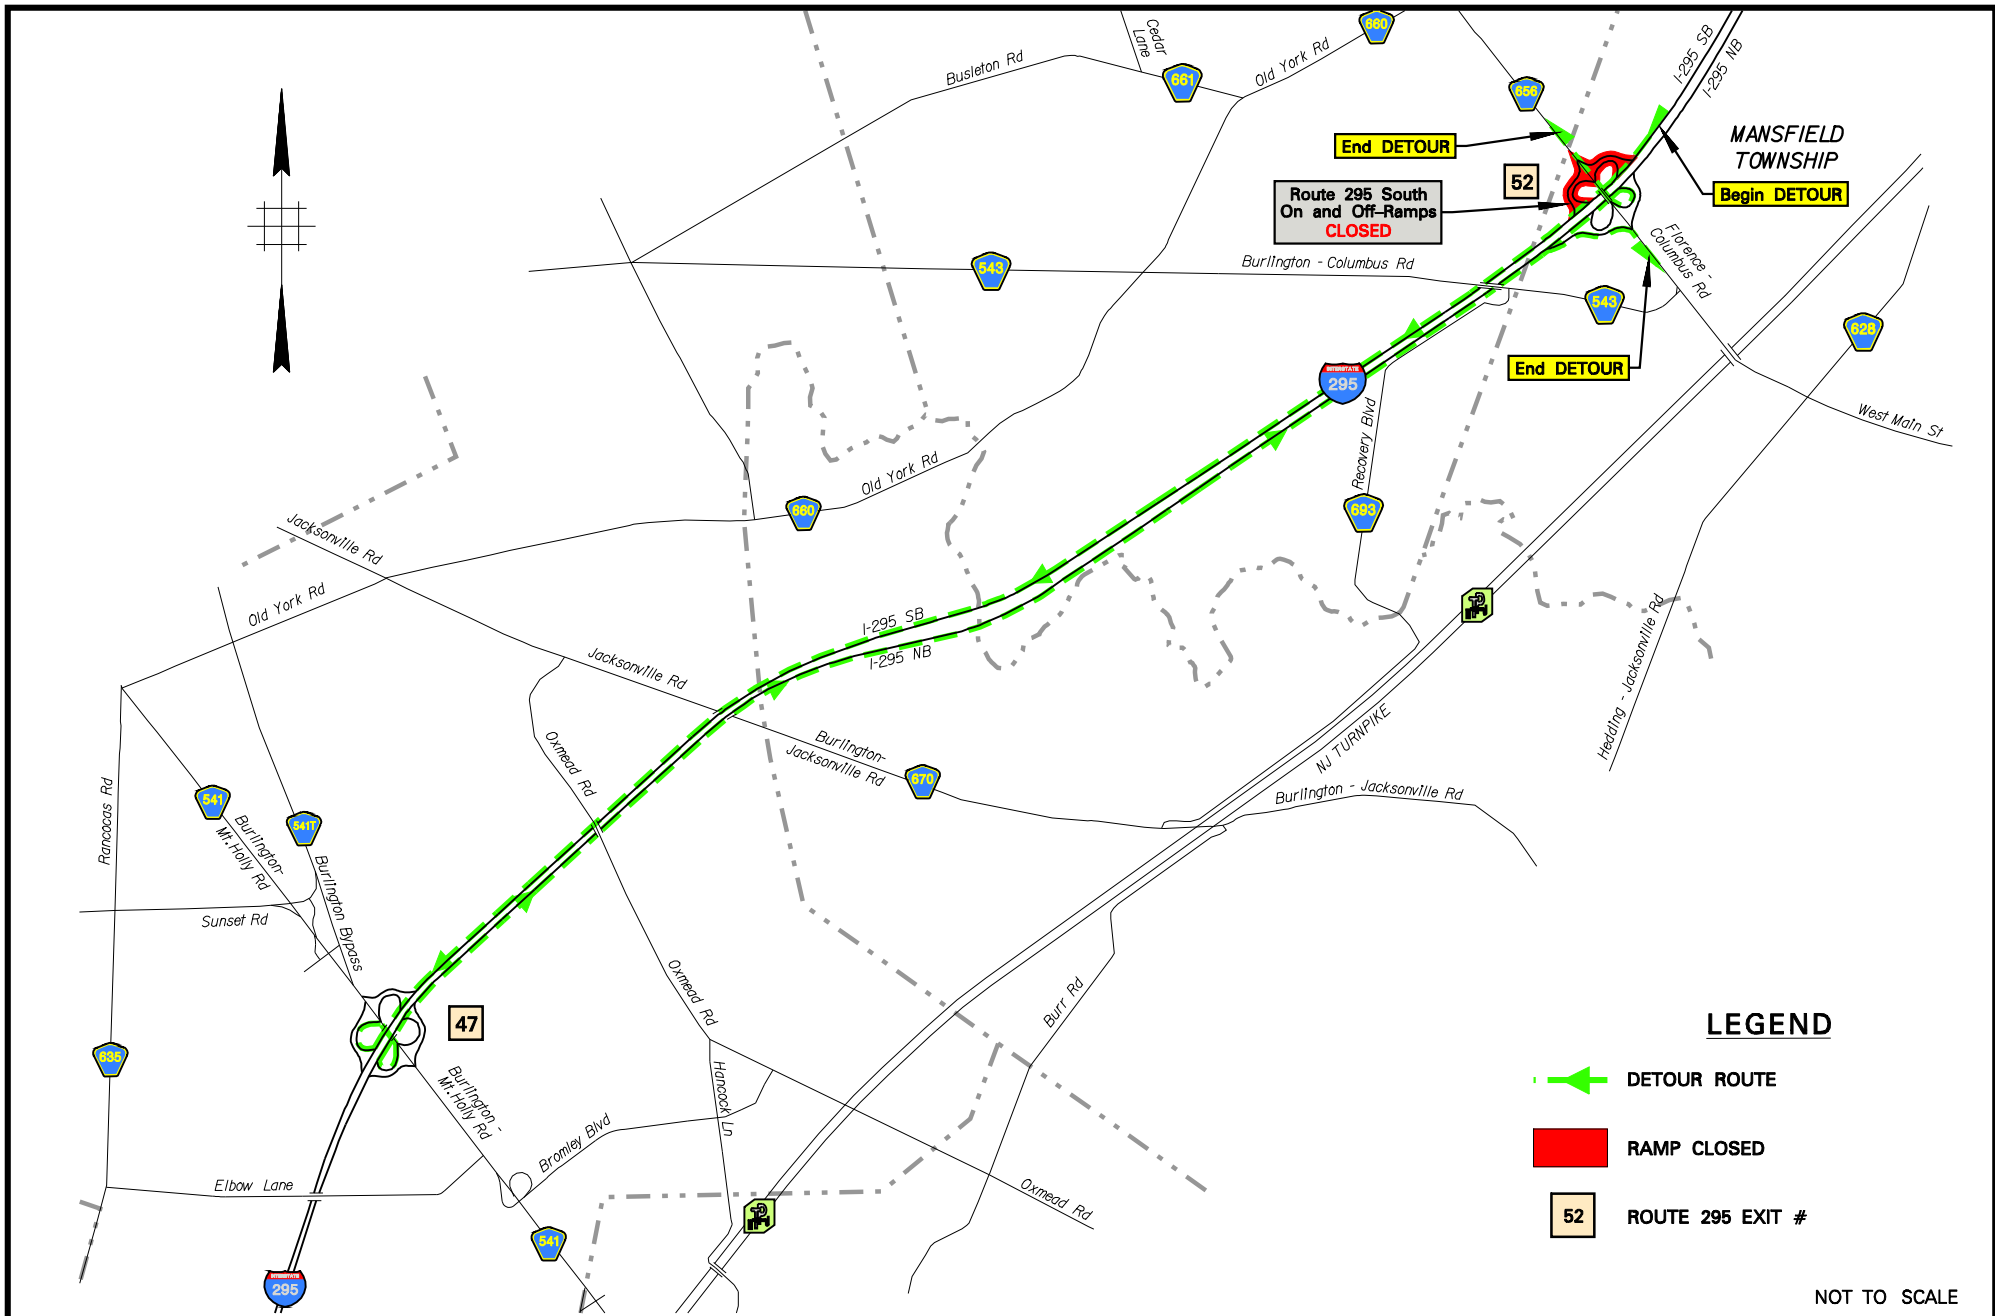 660
Cedar
Lane
Busleton Rd
661
Old York Rd
656
I-295 SB
I-295 NB
MANSFIELD
TOWNSHIP
End DETOUR
Begin DETOUR
52
Route 295 South
On and Off-Ramps
CLOSED
Florence -
Columbus Rd
Burlington - Columbus Rd
543
543
628
End DETOUR
INTERSTATE
295
West Main St
Recovery Blvd
693
Old York Rd
660
Jacksonville Rd
Old York Rd
I-295 SB
I-295 NB
Jacksonville Rd
Hedding - Jacksonville Rd
NJ TURNPIKE
Oxmead Rd
Burlington-
Jacksonville Rd
670
Burlington - Jacksonville Rd
Rancocas Rd
541
541T
Burlington-
Mt.Holly Rd
Burlington Bypass
Sunset Rd
Oxmead Rd
Burr Rd
47
635
Burlington -
Mt.Holly Rd
Hancock Ln
Bromley Blvd
Elbow Lane
Oxmead Rd
541
INTERSTATE
295
LEGEND
DETOUR ROUTE
RAMP CLOSED
52
ROUTE 295 EXIT #
NOT TO SCALE